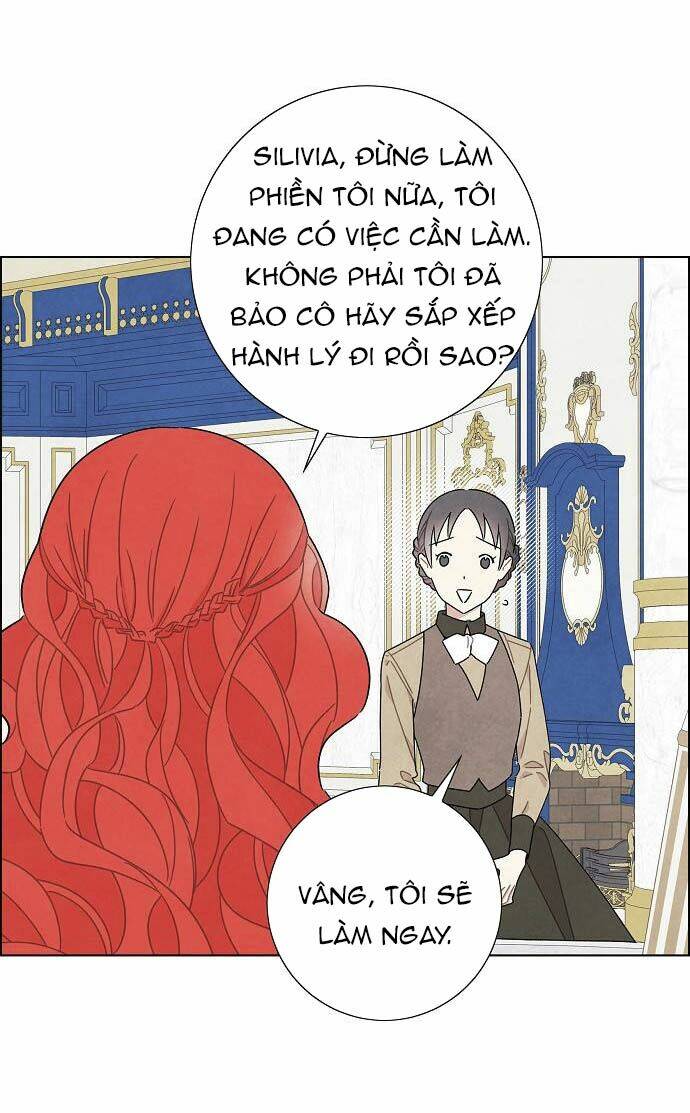 SILIVIA, ĐỪNG LÀM
PHIỀN TÔI NỮA, TÔI
ĐANG CÓ VIỆC CẦN LÀM.
KHÔNG PHẢI TÔI ĐÃ
BẢO CÔ HÃY SẮP XẾP
HÀNH LÝ ĐI RỒI SAO?
VÂNG, TÔI SẼ
LÀM NGAY.